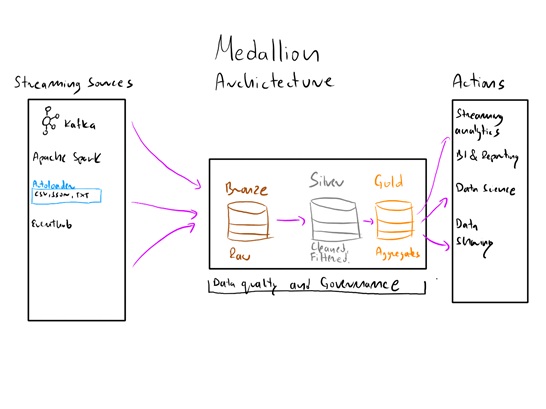 Medallion
Archictecture
Streaming Sources
Kafka
Apache Spark
Autoloader
CSV, JSON, TXT
Eventhub
Bronze
Raw
Silver
Cleaned,
Filtered.
Gold
Aggregates
Data quality and Governance
Actions
Streaming
analytics
BI & Reporting
Data Science
Data
Sharing